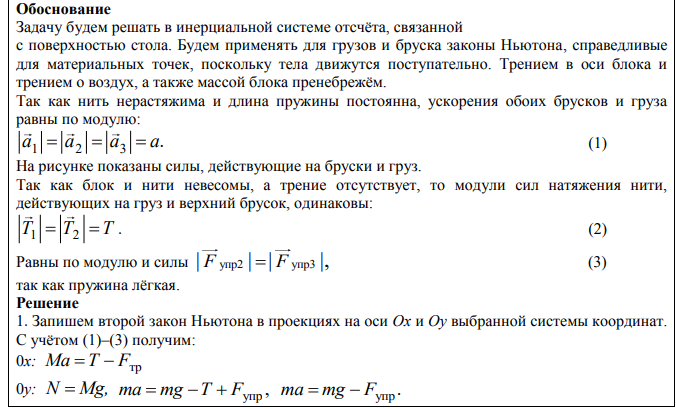 Обоснование
Задачу будем решать в инерциальной системе отсчёта, связанной
с поверхностью стола. Будем применять для грузов и бруска законы Ньютона, справедливые
для материальных точек, поскольку тела движутся поступательно. Трением в оси блока и
трением о воздух, а также массой блока пренебрежём.
Так как нить нерастяжима и длина пружины постоянна, ускорения обоих брусков и груза
равны по модулю:
|a⃗₁| = |a⃗₂| = |a⃗₃| = a. (1)
На рисунке показаны силы, действующие на бруски и груз.
Так как блок и нити невесомы, а трение отсутствует, то модули сил натяжения нити,
действующих на груз и верхний брусок, одинаковы:
|T⃗₁| = |T⃗₂| = T . (2)
Равны по модулю и силы |F⃗ упр2 | = | F⃗ упр3 |, (3)
так как пружина лёгкая.
Решение
1. Запишем второй закон Ньютона в проекциях на оси Ox и Oy выбранной системы координат.
С учётом (1)–(3) получим:
0x: Ma = T − Fтр
0y: N = Mg, ma = mg − T + Fупр , ma = mg − Fупр.